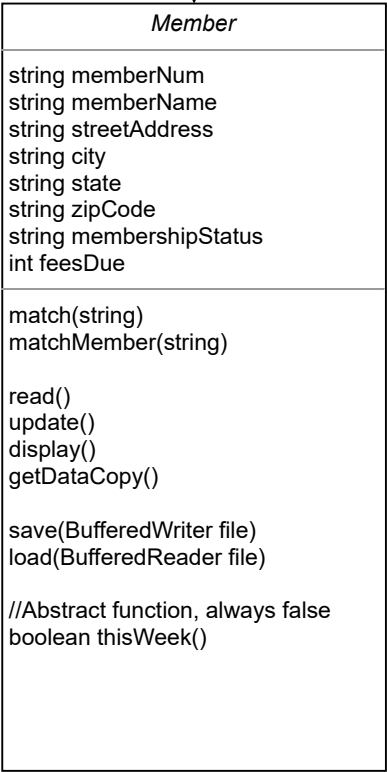 Member
string memberNum
string memberName
string streetAddress
string city
string state
string zipCode
string membershipStatus
int feesDue
match(string)
matchMember(string)
read()
update()
display()
getDataCopy()
save(BufferedWriter file)
load(BufferedReader file)
//Abstract function, always false
boolean thisWeek()